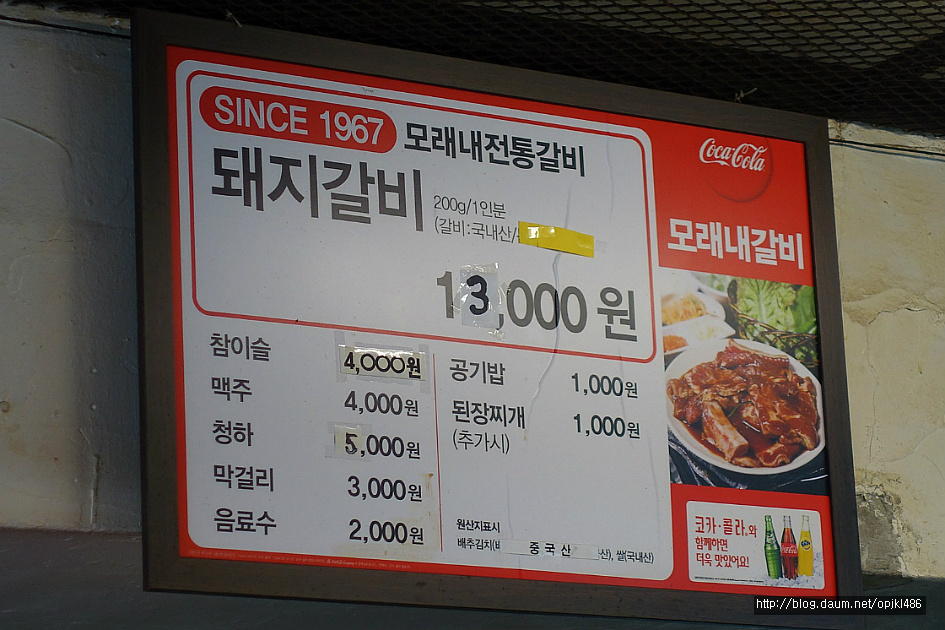 SINCE 1967 모래내전통갈비
돼지갈비 200g/1인분
(갈비:국내산/
13,000 원
참이슬 4,000원
맥주 4,000원
청하 5,000원
막걸리 3,000원
음료수 2,000원
공기밥 1,000원
된장찌개 1,000원
(추가시)
원산지표시
배추김치( 중국산 산), 쌀(국내산)
Coca-Cola
모래내갈비
코카·콜라와
함께하면
더욱 맛있어요!
http://blog.daum.net/opjkl486